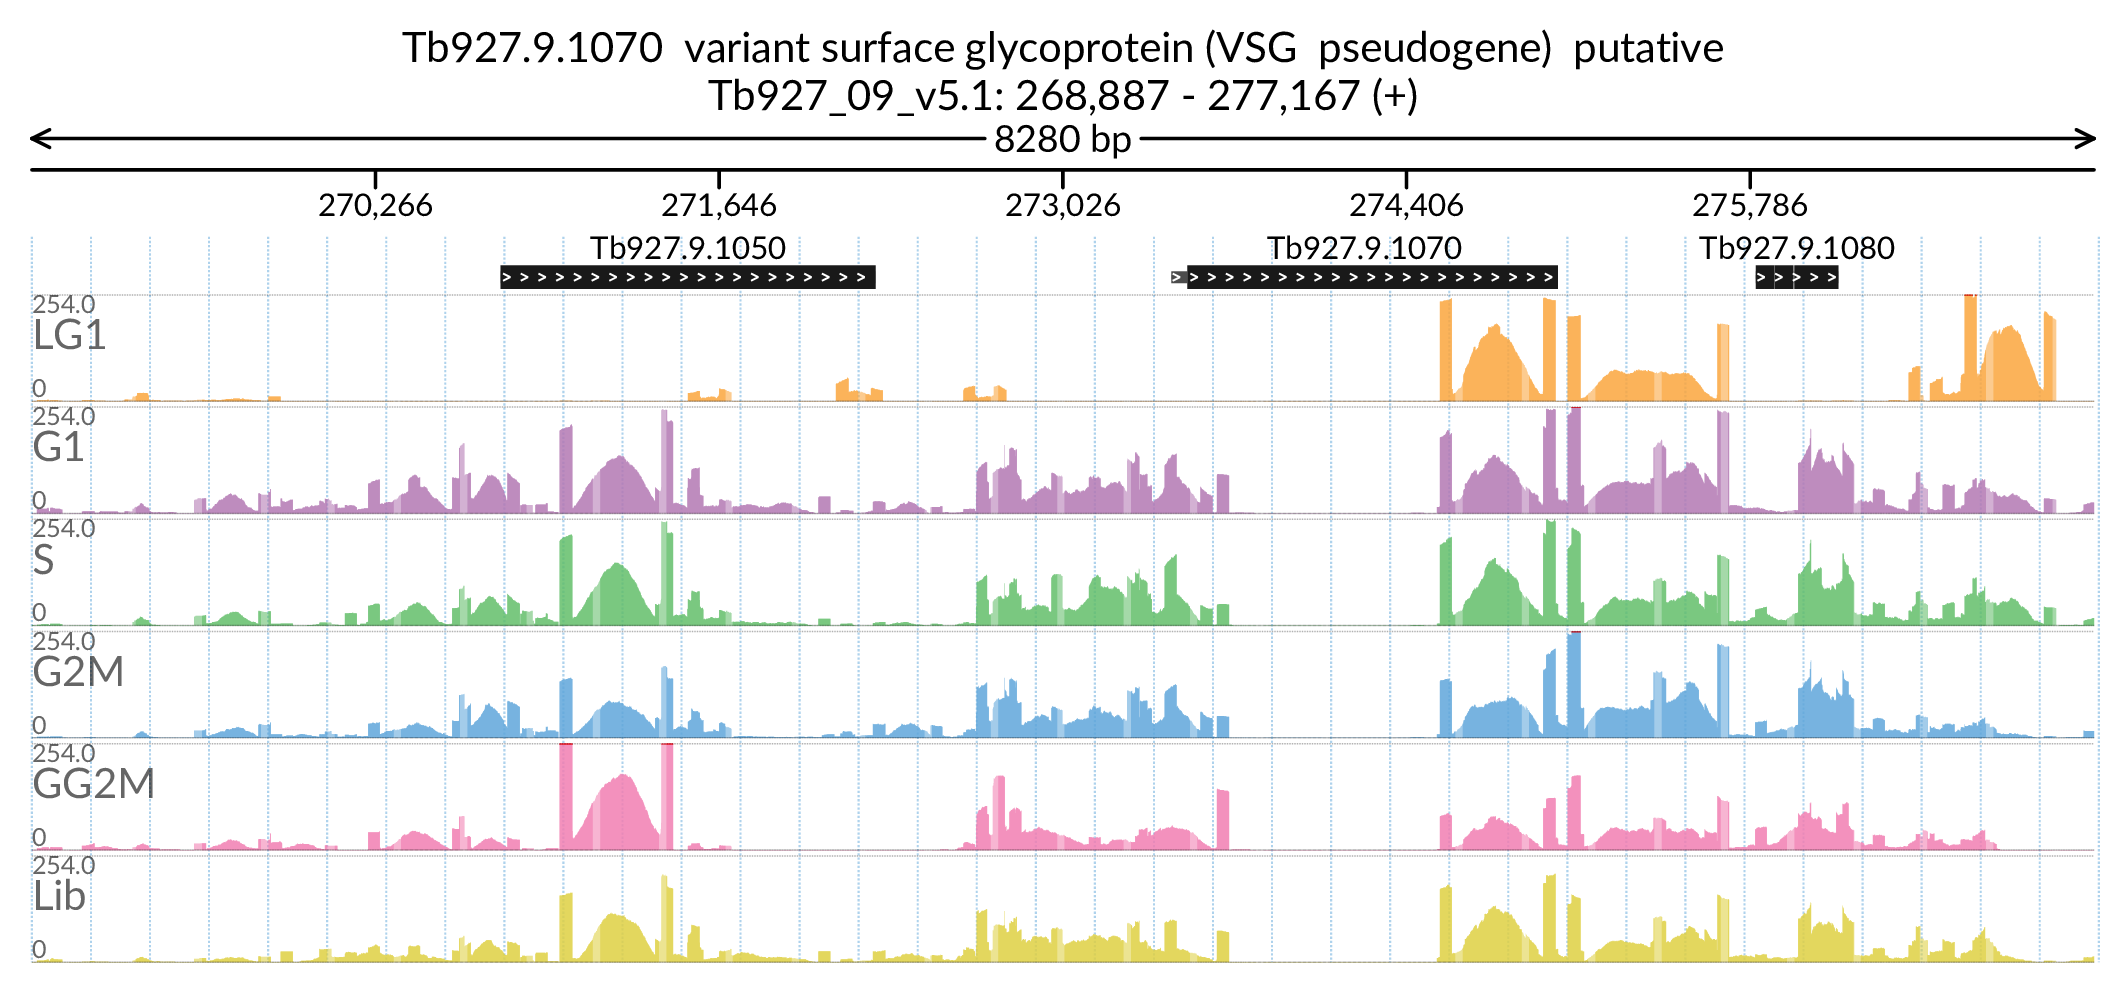 Tb927.9.1070 variant surface glycoprotein (VSG pseudogene) putative
Tb927_09_v5.1: 268,887 - 277,167 (+)
8280 bp
270,266 271,646 273,026 274,406 275,786
Tb927.9.1050 Tb927.9.1070 Tb927.9.1080
254.0
LG1
0
254.0
G1
0
254.0
S
0
254.0
G2M
0
254.0
GG2M
0
254.0
Lib
0